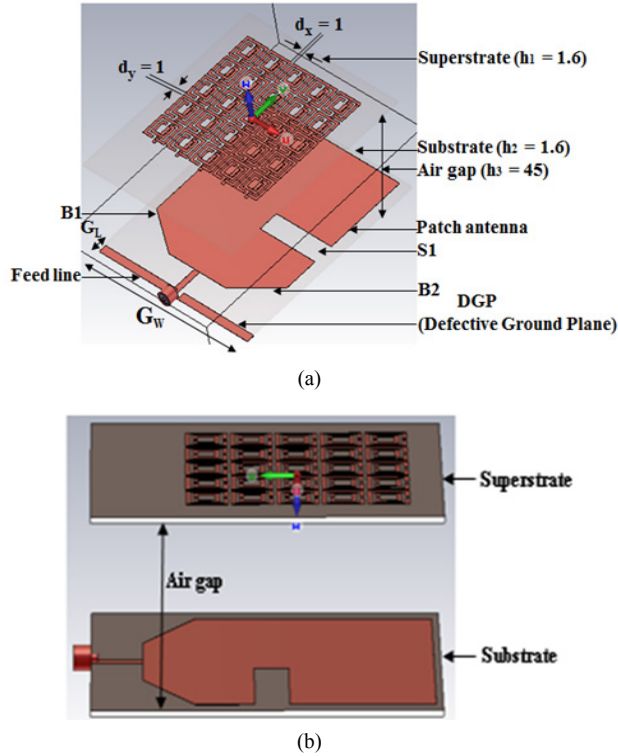 dx = 1
dy = 1
Superstrate (h1 = 1.6)
Substrate (h2 = 1.6)
Air gap (h3 = 45)
B1
GL
Patch antenna
S1
Feed line
B2
DGP
GW
(Defective Ground Plane)
(a)
Superstrate
Air gap
Substrate
(b)